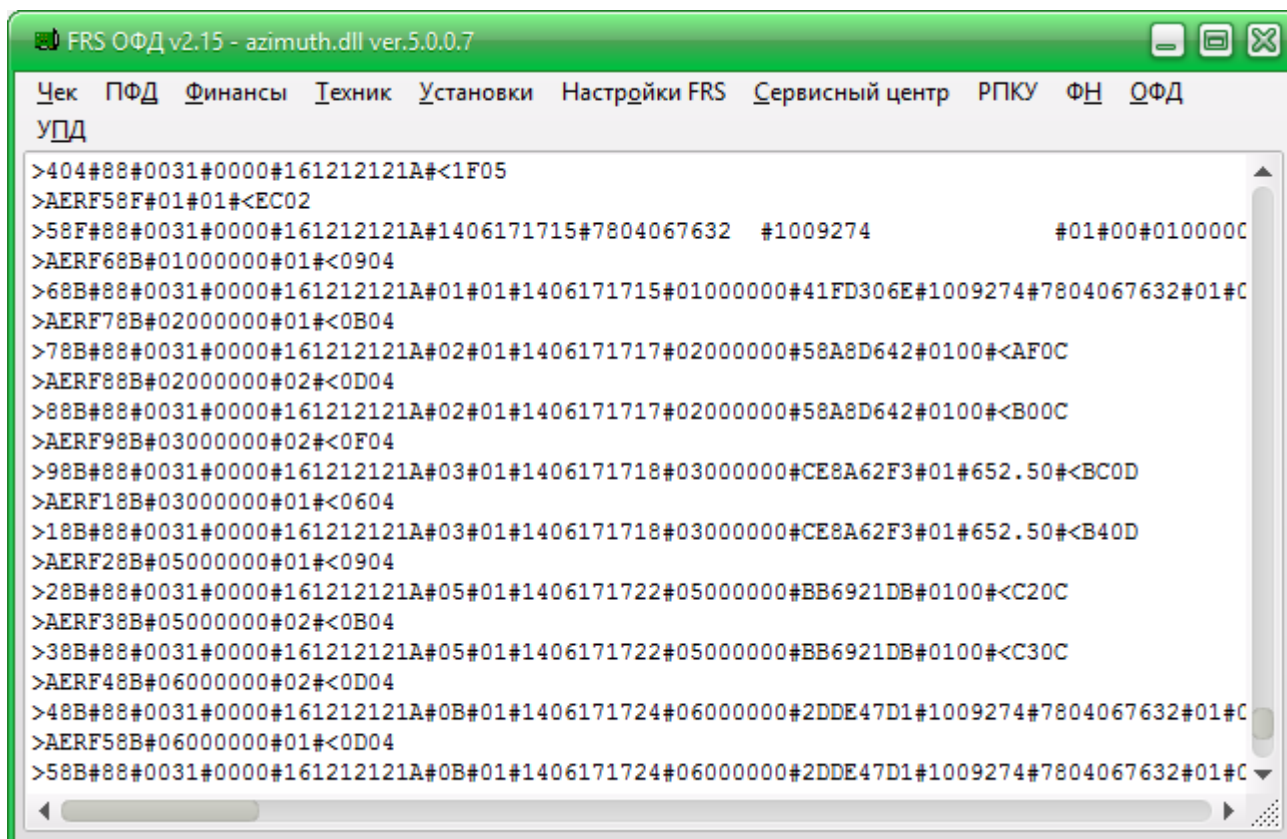 FRS ОФД v2.15 - azimuth.dll ver.5.0.0.7
Чек ПФД Финансы Техник Установки Настройки FRS Сервисный центр РПКУ ФН ОФД
УПД
>404#88#0031#0000#161212121A#<1F05
>AERF58F#01#01#<EC02
>58F#88#0031#0000#161212121A#1406171715#7804067632 #1009274 #01#00#0100000
>AERF68B#01000000#01#<0904
>68B#88#0031#0000#161212121A#01#01#1406171715#01000000#41FD306E#1009274#7804067632#01#0
>AERF78B#02000000#01#<0B04
>78B#88#0031#0000#161212121A#02#01#1406171717#02000000#58A8D642#0100#<AF0C
>AERF88B#02000000#02#<0D04
>88B#88#0031#0000#161212121A#02#01#1406171717#02000000#58A8D642#0100#<B00C
>AERF98B#03000000#02#<0F04
>98B#88#0031#0000#161212121A#03#01#1406171718#03000000#CE8A62F3#01#652.50#<BC0D
>AERF18B#03000000#01#<0604
>18B#88#0031#0000#161212121A#03#01#1406171718#03000000#CE8A62F3#01#652.50#<B40D
>AERF28B#05000000#01#<0904
>28B#88#0031#0000#161212121A#05#01#1406171722#05000000#BB6921DB#0100#<C20C
>AERF38B#05000000#02#<0B04
>38B#88#0031#0000#161212121A#05#01#1406171722#05000000#BB6921DB#0100#<C30C
>AERF48B#06000000#02#<0D04
>48B#88#0031#0000#161212121A#0B#01#1406171724#06000000#2DDE47D1#1009274#7804067632#01#0
>AERF58B#06000000#01#<0D04
>58B#88#0031#0000#161212121A#0B#01#1406171724#06000000#2DDE47D1#1009274#7804067632#01#0